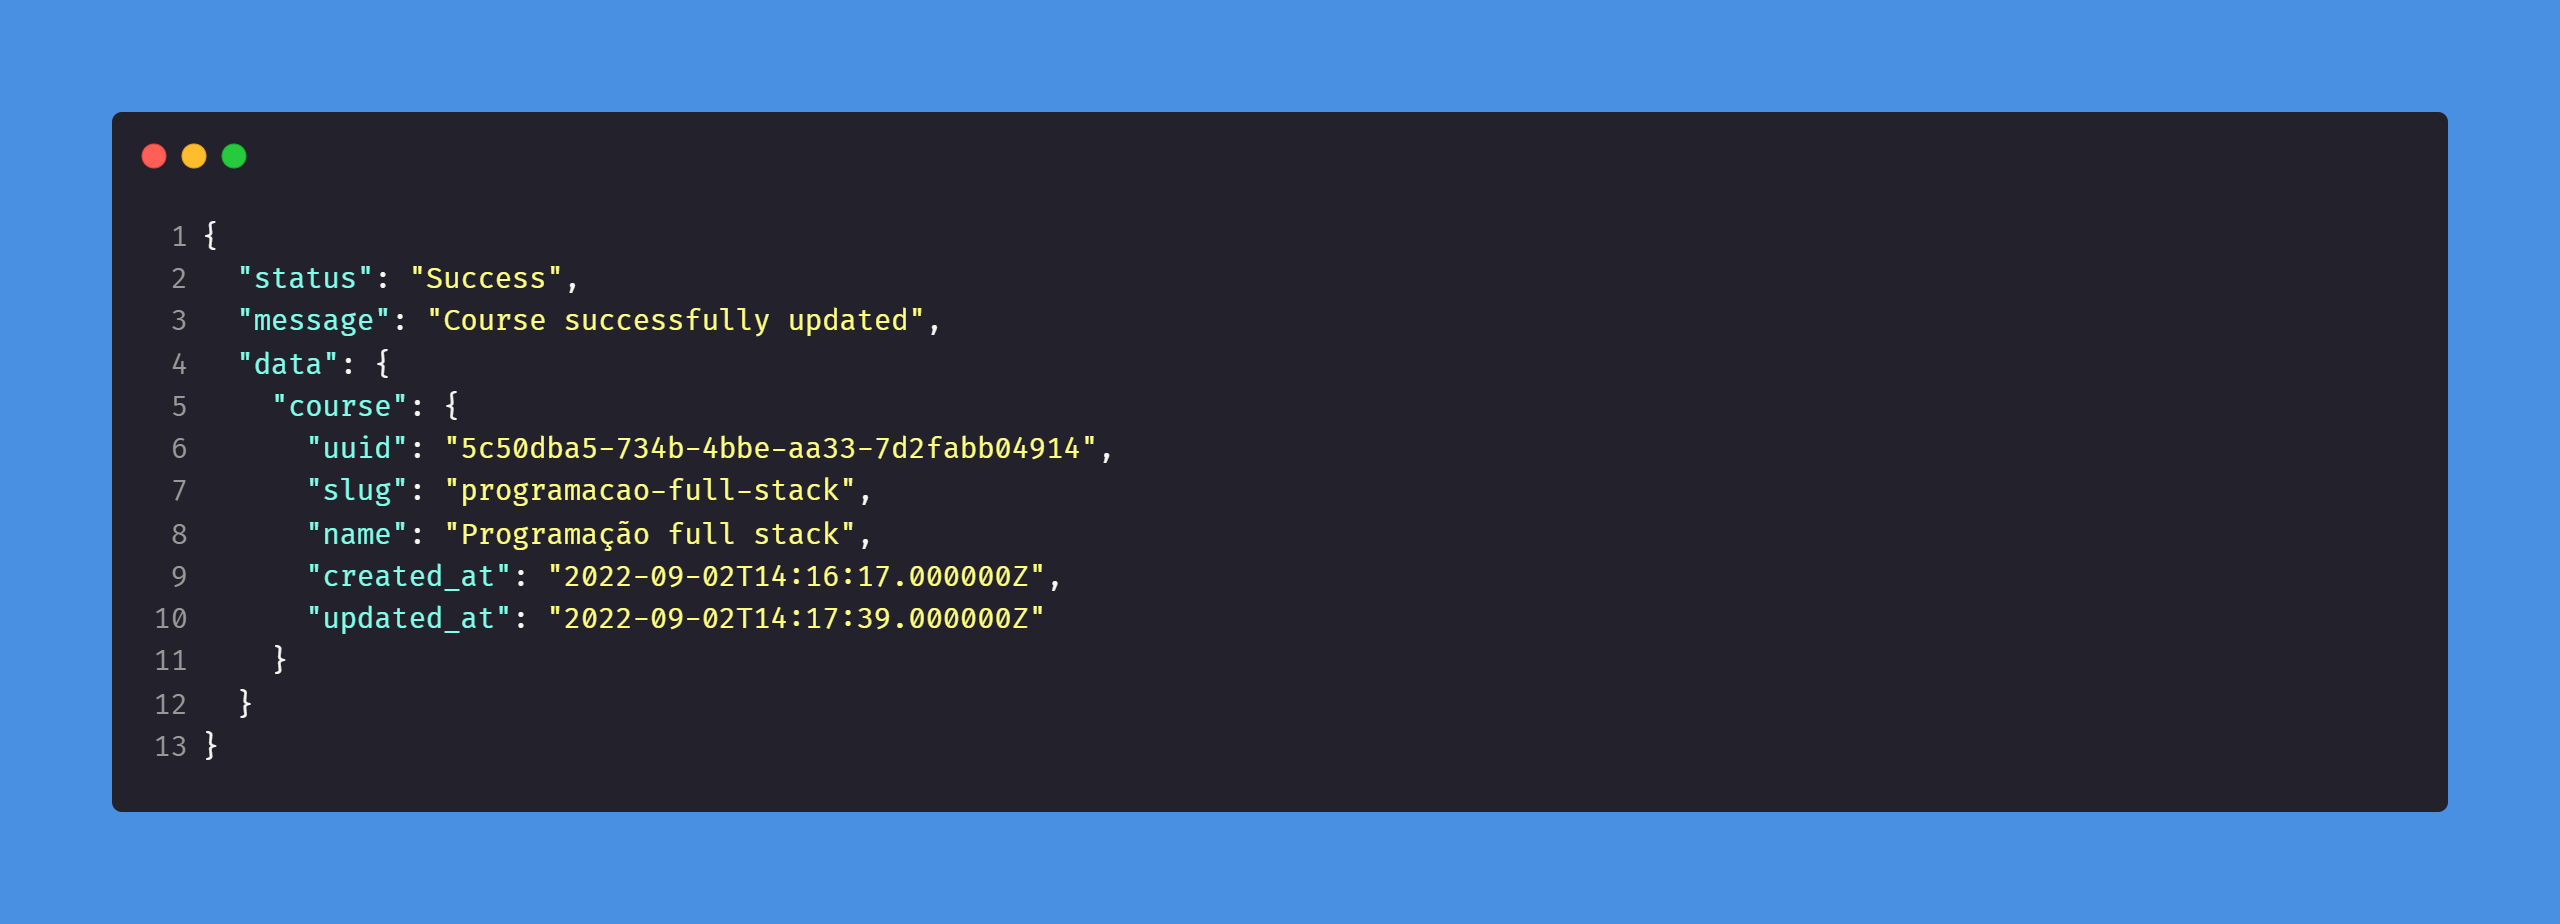 1 {
2   "status": "Success",
3   "message": "Course successfully updated",
4   "data": {
5     "course": {
6       "uuid": "5c50dba5-734b-4bbe-aa33-7d2fabb04914",
7       "slug": "programacao-full-stack",
8       "name": "Programação full stack",
9       "created_at": "2022-09-02T14:16:17.000000Z",
10       "updated_at": "2022-09-02T14:17:39.000000Z"
11     }
12   }
13 }